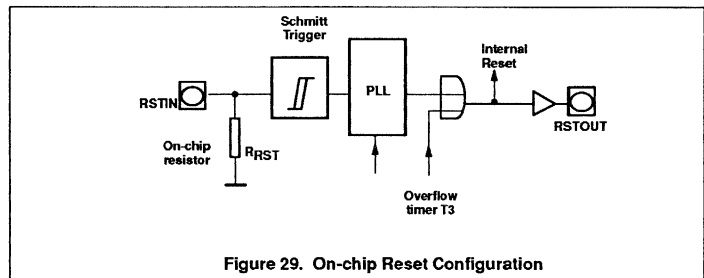 Schmitt
Trigger
Internal
Reset
PLL
RSTIN
RSTOUT
On-chip
resistor
RRST
Overflow
timer T3
Figure 29. On-chip Reset Configuration